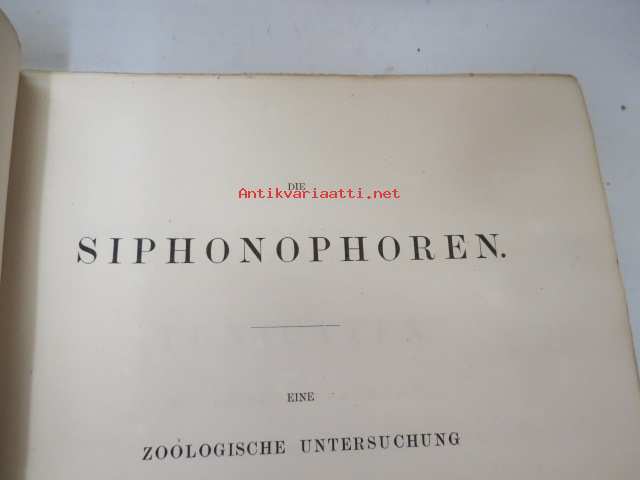 DIE
Antikvariaatti.net
SIPHONOPHOREN.
EINE
ZOOLOGISCHE UNTERSUCHUNG